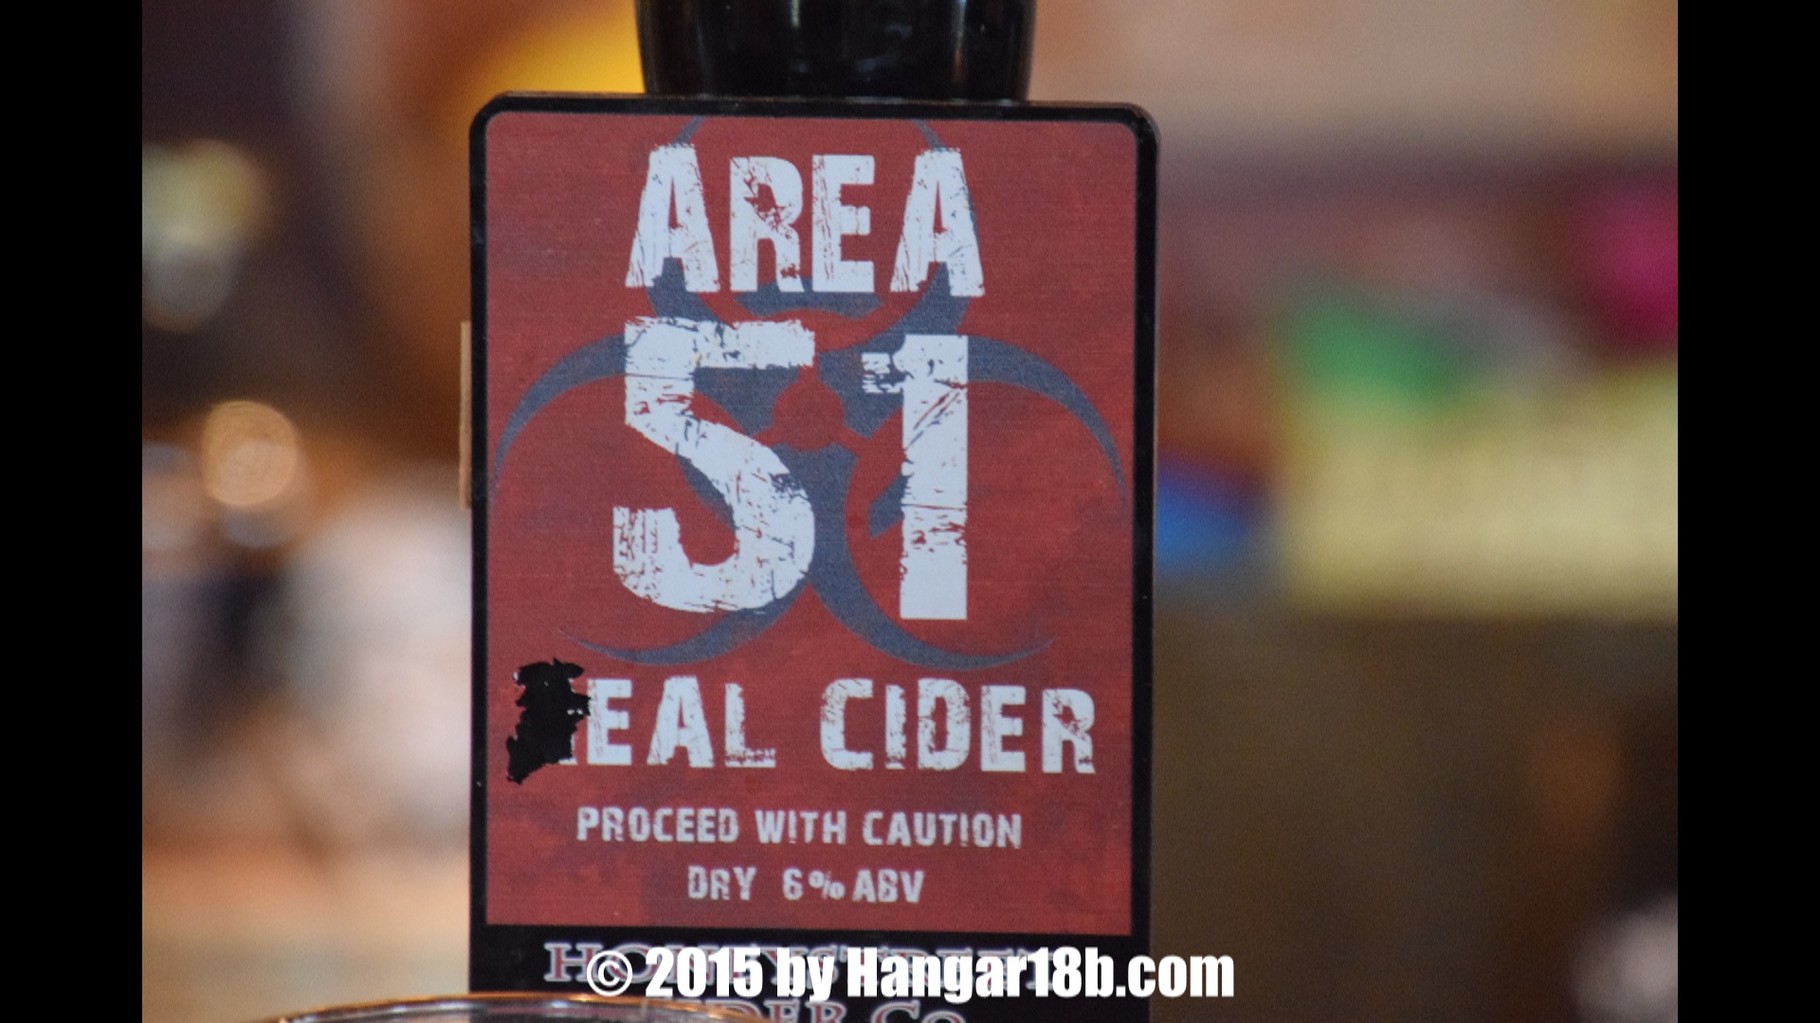 AREA
51
EAL CIDER
PROCEED WITH CAUTION
DRY 6% ABV
© 2015 by Hangar18b.com